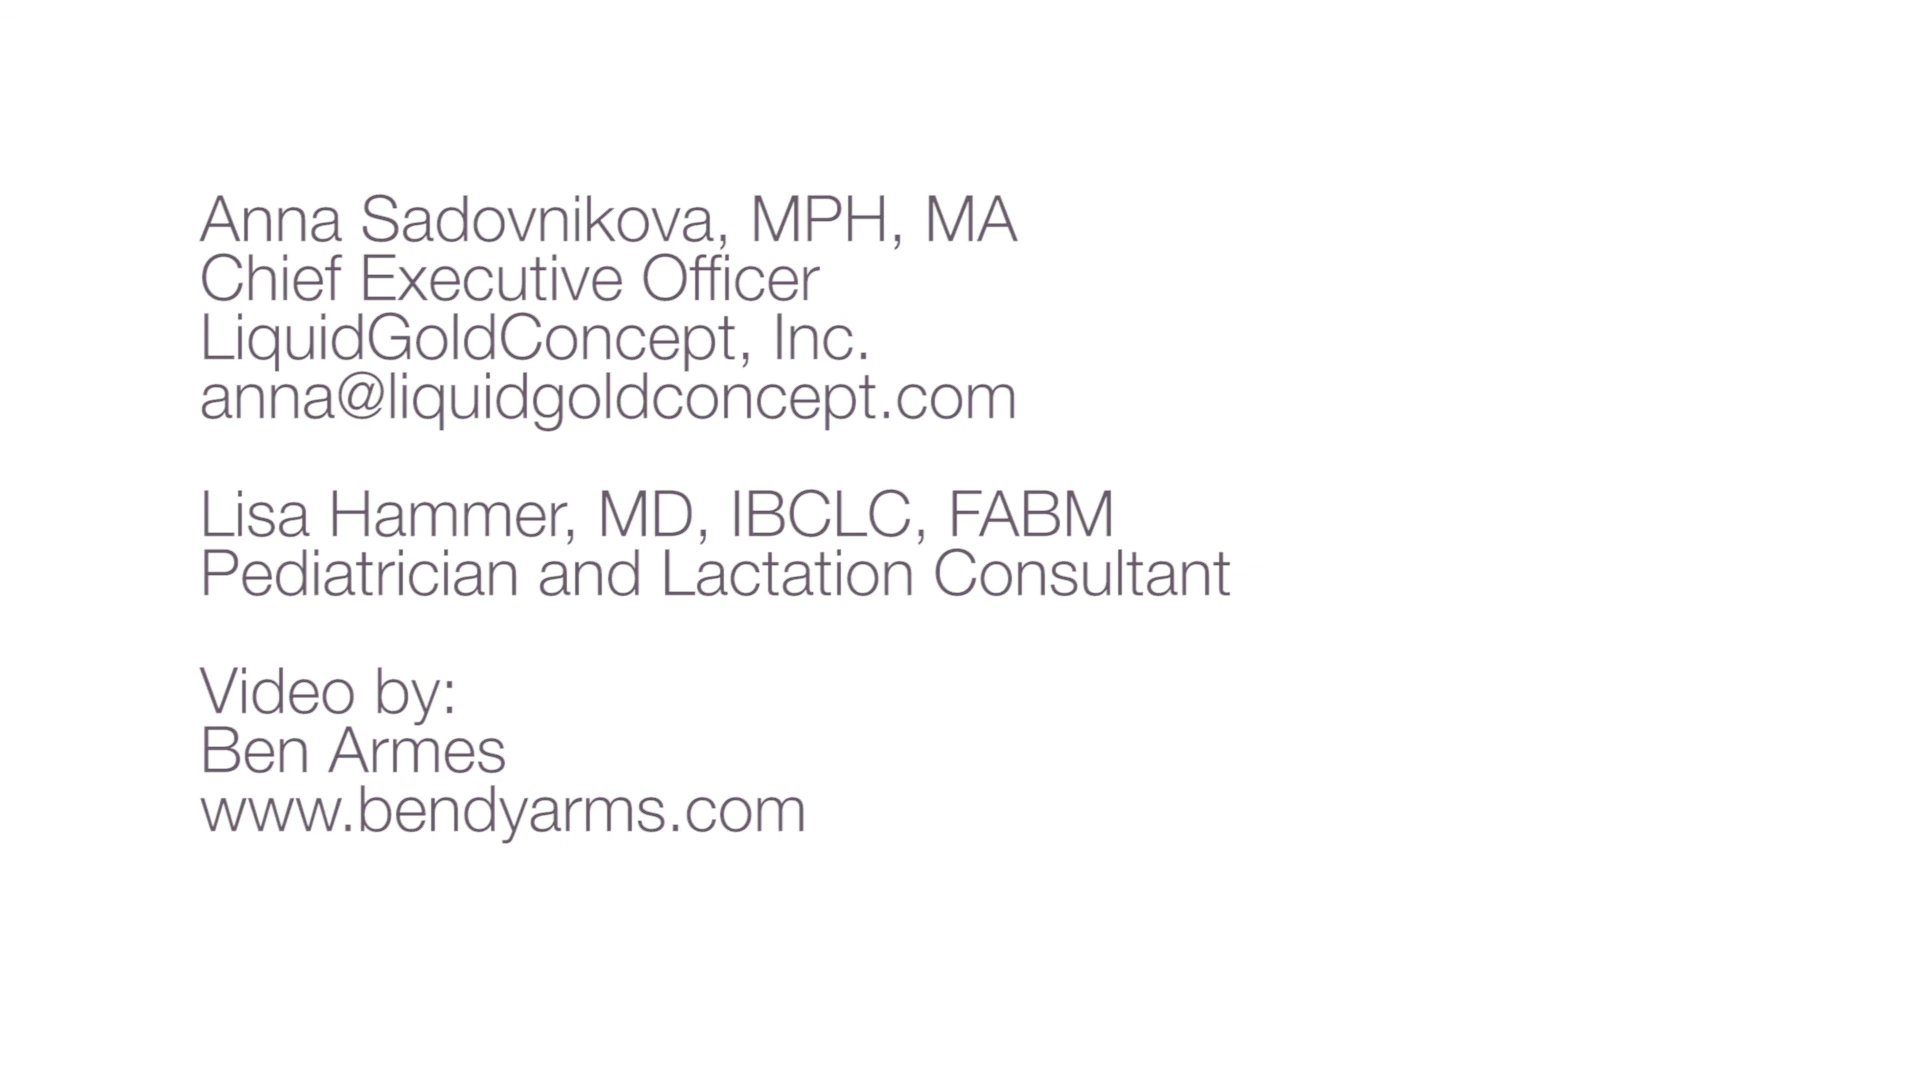 Anna Sadovnikova, MPH, MA
Chief Executive Officer
LiquidGoldConcept, Inc.
anna@liquidgoldconcept.com
Lisa Hammer, MD, IBCLC, FABM
Pediatrician and Lactation Consultant
Video by:
Ben Armes
www.bendyarms.com